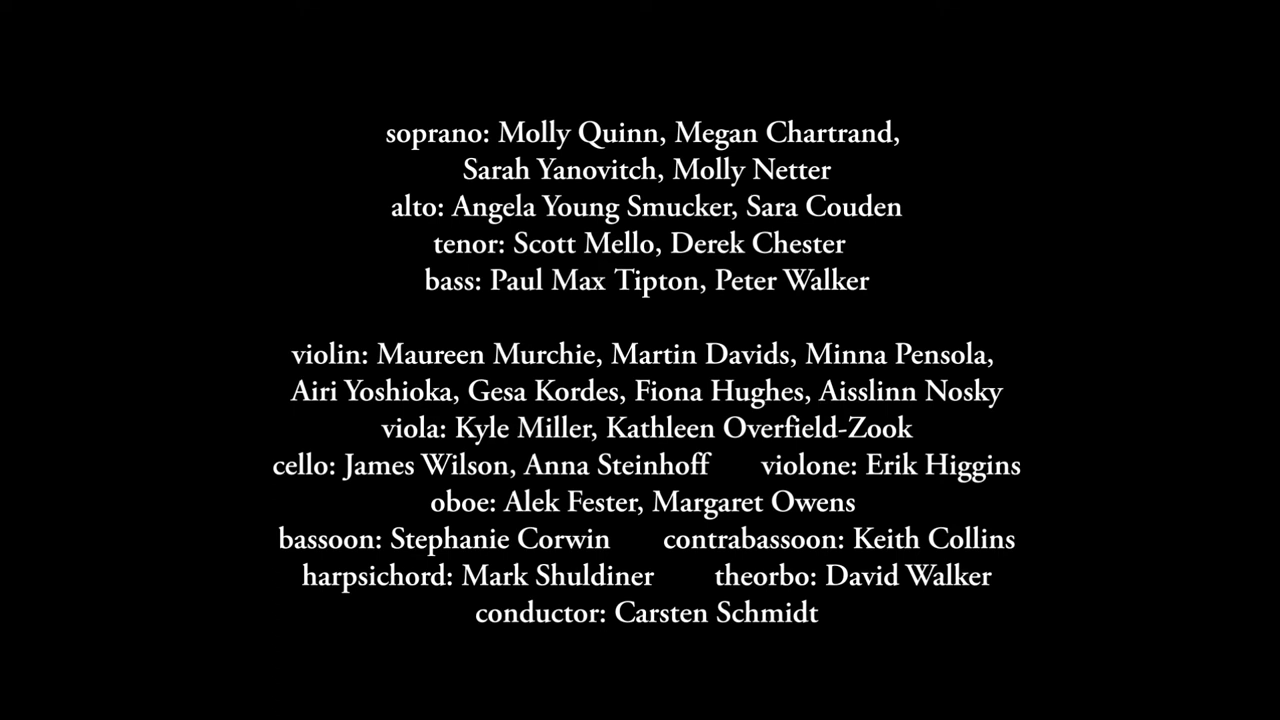 soprano: Molly Quinn, Megan Chartrand,
Sarah Yanovitch, Molly Netter
alto: Angela Young Smucker, Sara Couden
tenor: Scott Mello, Derek Chester
bass: Paul Max Tipton, Peter Walker
violin: Maureen Murchie, Martin Davids, Minna Pensola,
Airi Yoshioka, Gesa Kordes, Fiona Hughes, Aisslinn Nosky
viola: Kyle Miller, Kathleen Overfield-Zook
cello: James Wilson, Anna Steinhoff violone: Erik Higgins
oboe: Alek Fester, Margaret Owens
bassoon: Stephanie Corwin contrabassoon: Keith Collins
harpsichord: Mark Shuldiner theorbo: David Walker
conductor: Carsten Schmidt